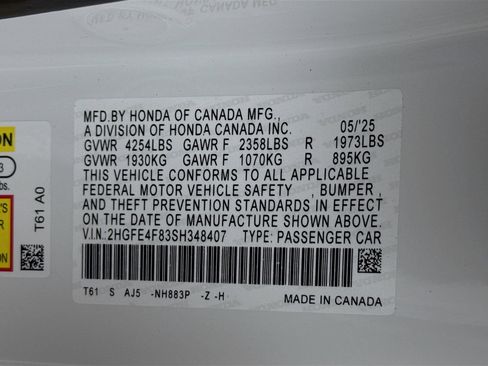 MFD.BY HONDA OF CANADA MFG.,
A DIVISION OF HONDA CANADA INC. 05/'25
GVWR 4254LBS GAWR F 2358LBS R 1973LBS
GVWR 1930KG GAWR F 1070KG R 895KG
THIS VEHICLE CONFORMS TO ALL APPLICABLE
FEDERAL MOTOR VEHICLE SAFETY , BUMPER ,
AND THEFT PREVENTION STANDARDS IN EFFECT
ON THE DATE OF MANUFACTURE SHOWN ABOVE.
V.I.N:2HGFE4F83SH348407 TYPE: PASSENGER CAR
T61 S AJ5 -NH883P -Z -H
MADE IN CANADA
T61 A0
ON
3
bs.